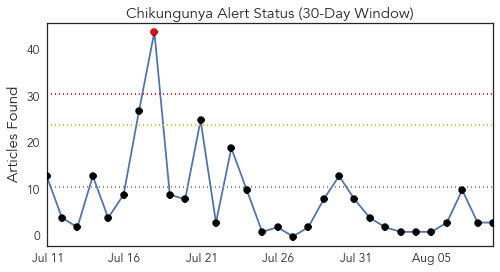 Chikungunya Alert Status (30-Day Window)
Articles Found
40
30
20
10
0
Jul 11 Jul 16 Jul 21 Jul 26 Jul 31 Aug 05